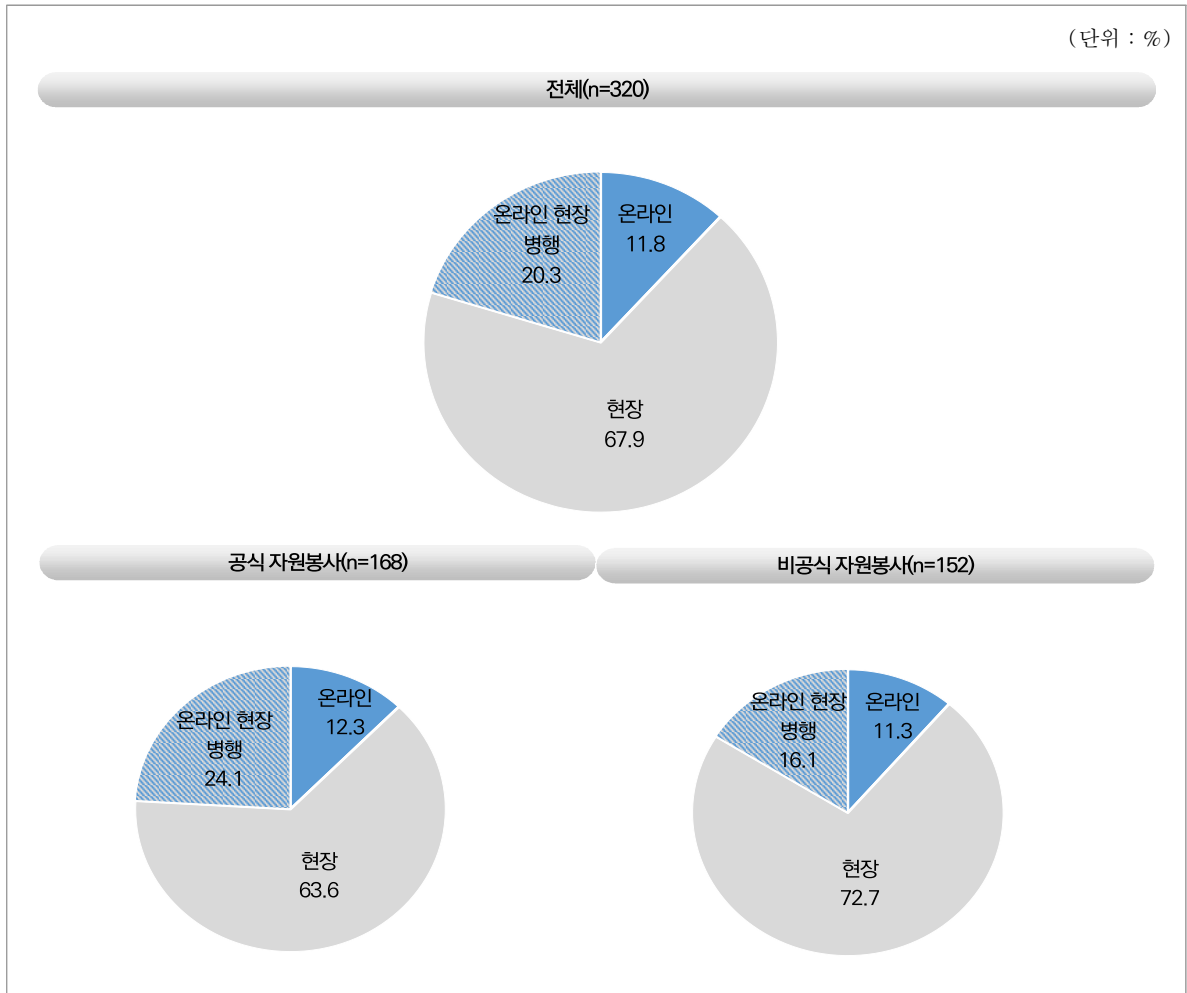 (단위 : %)
전체(n=320)
온라인 현장
병행
20.3
온라인
11.8
현장
67.9
공식 자원봉사(n=168)
비공식 자원봉사(n=152)
온라인 현장
병행
24.1
온라인
12.3
현장
63.6
온라인 현장
병행
16.1
온라인
11.3
현장
72.7